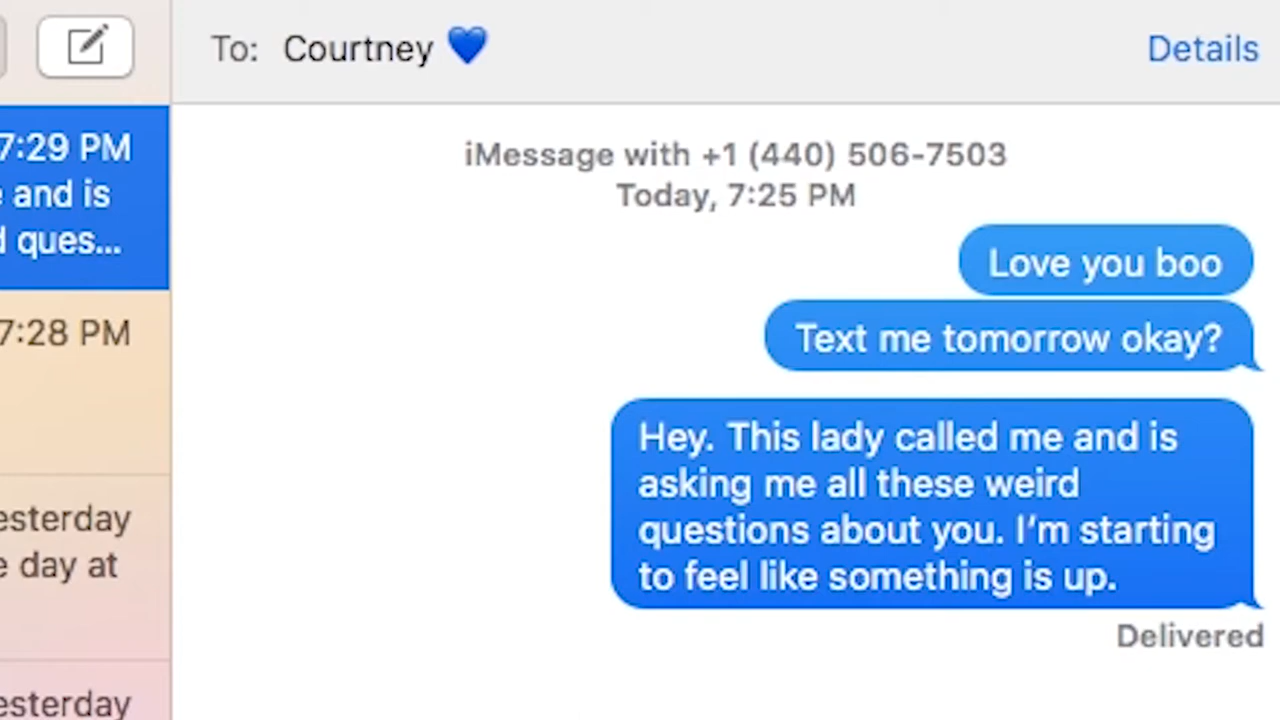 To: Courtney 💙
Details
7:29 PM
and is
ques...
7:28 PM
esterday
day at
esterday
iMessage with +1 (440) 506-7503
Today, 7:25 PM
Love you boo
Text me tomorrow okay?
Hey. This lady called me and is
asking me all these weird
questions about you. I’m starting
to feel like something is up.
Delivered